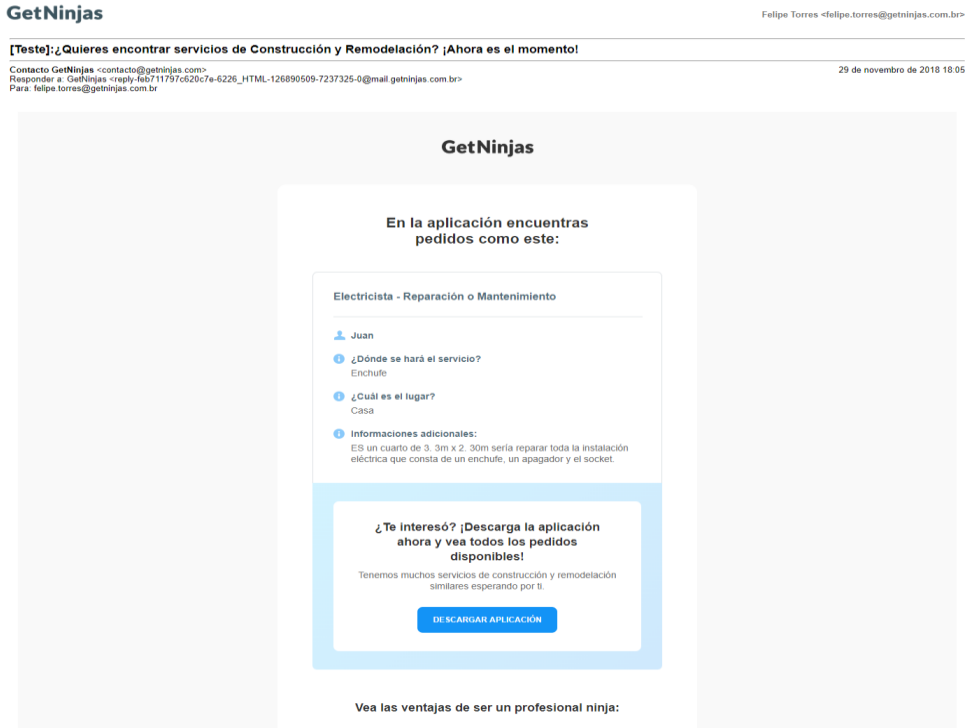 GetNinjas
Felipe Torres <felipe.torres@getninjas.com.br>
[Teste]:¿Quieres encontrar servicios de Construcción y Remodelación? ¡Ahora es el momento!
Contacto GetNinjas <contacto@getninjas.com>
29 de novembro de 2018 18:05
Responder a: GetNinjas <reply-feb711797c620c7e-6226_HTML-126890509-7237325-0@mail.getninjas.com.br>
Para: felipe.torres@getninjas.com.br
GetNinjas
En la aplicación encuentras
pedidos como este:
Electricista - Reparación o Mantenimiento
Juan
¿Dónde se hará el servicio?
Enchufe
¿Cuál es el lugar?
Casa
Informaciones adicionales:
ES un cuarto de 3. 3m x 2. 30m sería reparar toda la instalación
eléctrica que consta de un enchufe, un apagador y el socket.
¿Te interesó? ¡Descarga la aplicación
ahora y vea todos los pedidos
disponibles!
Tenemos muchos servicios de construcción y remodelación
similares esperando por ti.
DESCARGAR APLICACIÓN
Vea las ventajas de ser un profesional ninja: